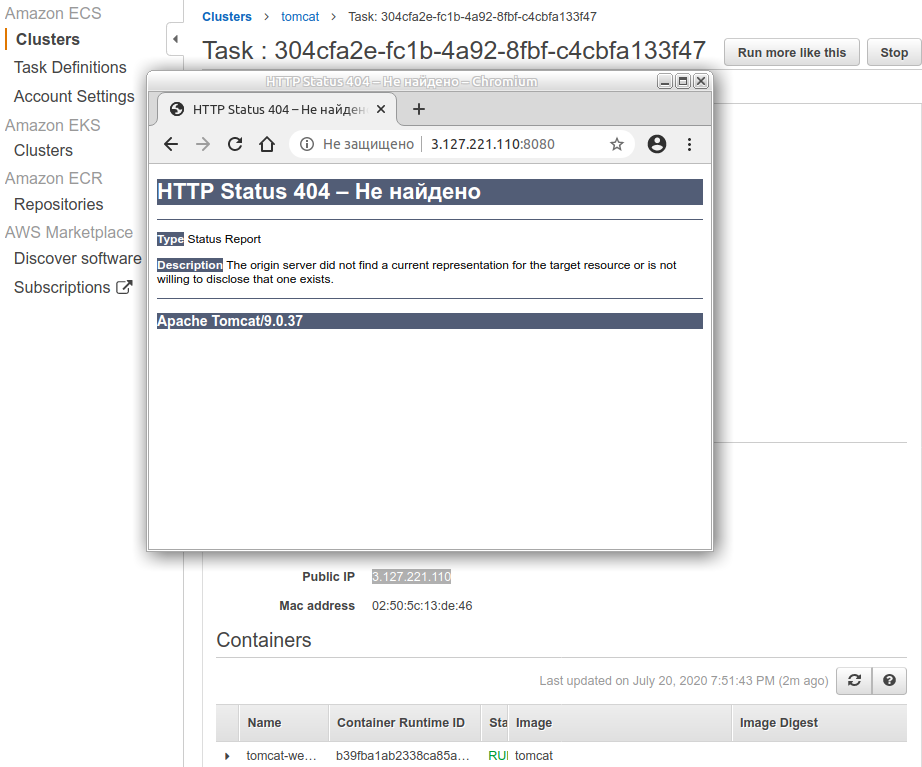 Amazon ECS
Clusters
Task Definitions
Account Settings
Amazon EKS
Clusters
Amazon ECR
Repositories
AWS Marketplace
Discover software
Subscriptions
Clusters > tomcat > Task: 304cfa2e-fc1b-4a92-8fbf-c4cbfa133f47
Task : 304cfa2e-fc1b-4a92-8fbf-c4cbfa133f47
Run more like this
Stop
HTTP Status 404 – Не найдено – Chromium
HTTP Status 404 – Не найден
Не защищено | 3.127.221.110:8080
HTTP Status 404 – Не найдено
Type Status Report
Description The origin server did not find a current representation for the target resource or is not
willing to disclose that one exists.
Apache Tomcat/9.0.37
Public IP 3.127.221.110
Mac address 02:50:5c:13:de:46
Containers
Last updated on July 20, 2020 7:51:43 PM (2m ago)
Name Container Runtime ID Sta Image Image Digest
tomcat-we... b39fba1ab2338ca85a... RUI tomcat